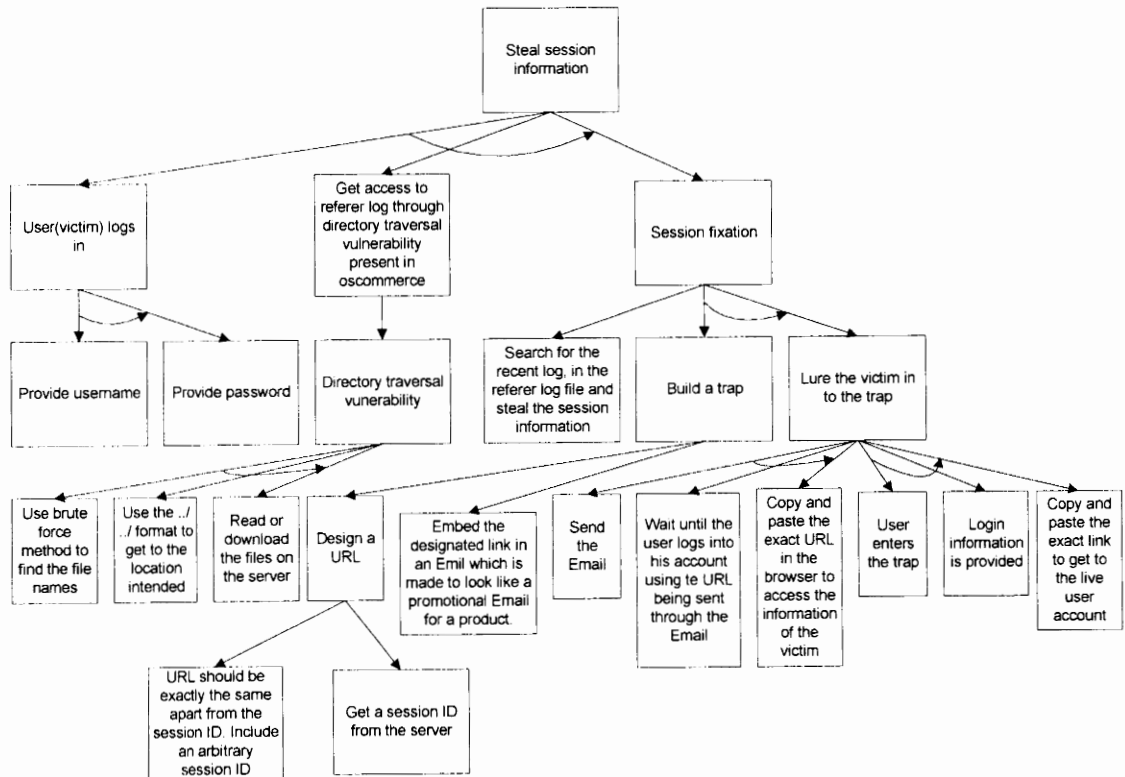 Steal session
information
User(victim) logs
in
Get access to
referer log through
directory traversal
vulnerability
present in
oscommerce
Session fixation
Provide username
Provide password
Directory traversal
vunerability
Search for the
recent log, in the
referer log file and
steal the session
information
Build a trap
Lure the victim in
to the trap
Use brute
force
method to
find the file
names
Use the ../
../ format to
get to the
location
intended
Read or
download
the files on
the server
Design a
URL
Embed the
designated link in
an Emil which is
made to look like a
promotional Email
for a product.
Send
the
Email
Wait until the
user logs into
his account
using te URL
being sent
through the
Email
Copy and
paste the
exact URL
in the
browser to
access the
information
of the
victim
User
enters
the trap
Login
information
is provided
Copy and
paste the
exact link
to get to
the live
user
account
URL should be
exactly the same
apart from the
session ID. Include
an arbitrary
session ID
Get a session ID
from the server